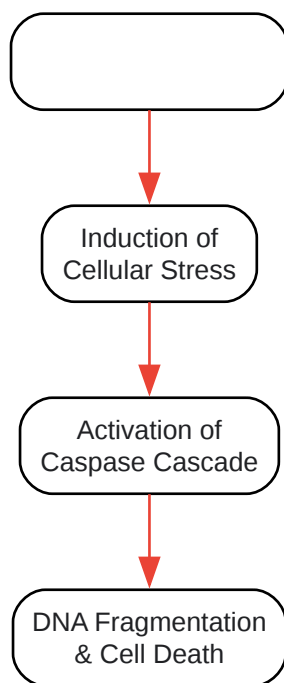 Induction of
Cellular Stress
Activation of
Caspase Cascade
DNA Fragmentation
& Cell Death